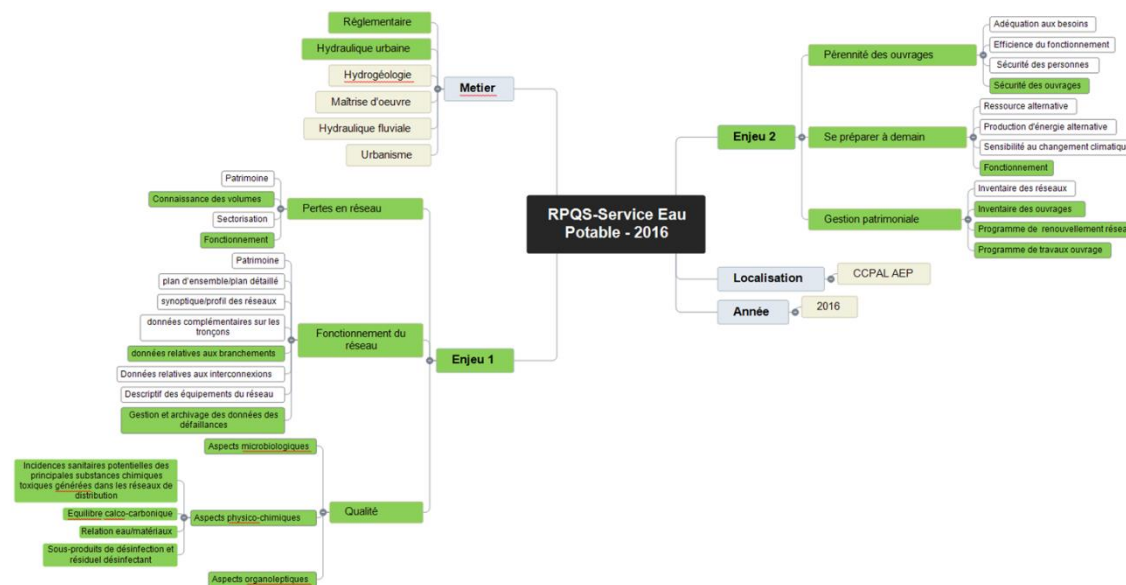 RPQS-Service Eau
Potable - 2016
Metier
Réglementaire
Hydraulique urbaine
Hydrogéologie
Maîtrise d'oeuvre
Hydraulique fluviale
Urbanisme
Enjeu 1
Pertes en réseau
Patrimoine
Connaissance des volumes
Sectorisation
Fonctionnement
Fonctionnement du
réseau
Patrimoine
plan d'ensemble/plan détaillé
synoptique/profil des réseaux
données complémentaires sur les
tronçons
données relatives aux branchements
Données relatives aux interconnexions
Descriptif des équipements du réseau
Gestion et archivage des données des
défaillances
Qualité
Aspects microbiologiques
Aspects physico-chimiques
Incidences sanitaires potentielles des
principales substances chimiques
toxiques générées dans les réseaux de
distribution
Equilibre calco-carbonique
Relation eau/matériaux
Sous-produits de désinfection et
résiduel désinfectant
Aspects organoleptiques
Enjeu 2
Pérennité des ouvrages
Adéquation aux besoins
Efficience du fonctionnement
Sécurité des personnes
Sécurité des ouvrages
Se préparer à demain
Ressource alternative
Production d'énergie alternative
Sensibilité au changement climatiqu
Fonctionnement
Gestion patrimoniale
Inventaire des réseaux
Inventaire des ouvrages
Programme de renouvellement résea
Programme de travaux ouvrage
Localisation
CCPAL AEP
Année
2016